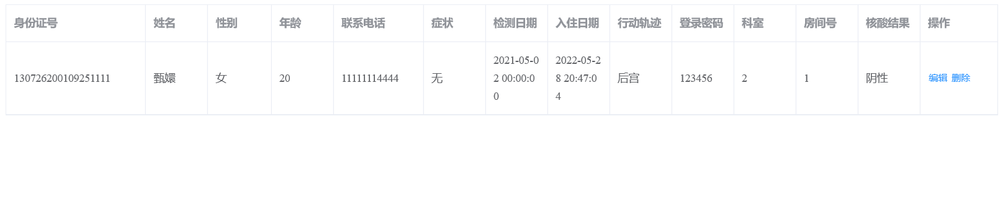 身份证号 姓名 性别 年龄 联系电话 症状 检测日期 入住日期 行动轨迹 登录密码 科室 房间号 核酸结果 操作
130726200109251111 甄嬛 女 20 11111114444 无 2021-05-02 00:00:00 2022-05-28 20:47:04 后宫 123456 2 1 阴性 编辑 删除